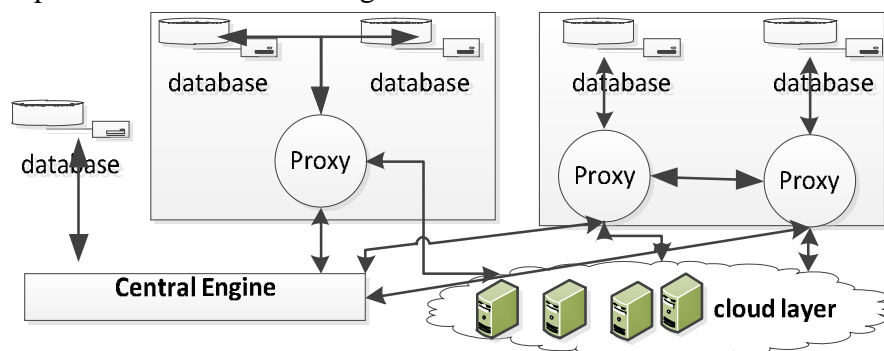 database
database
database
database
database
Proxy
Proxy
Proxy
Central Engine
cloud layer